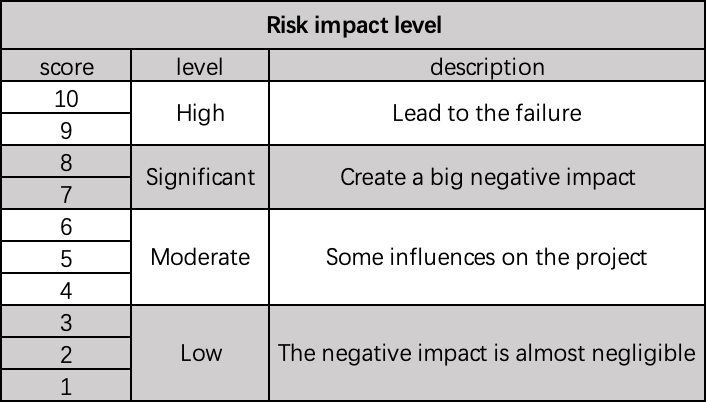 Risk impact level
score level description
10
9
High Lead to the failure
8
7
Significant Create a big negative impact
6
5
4
Moderate Some influences on the project
3
2
1
Low The negative impact is almost negligible